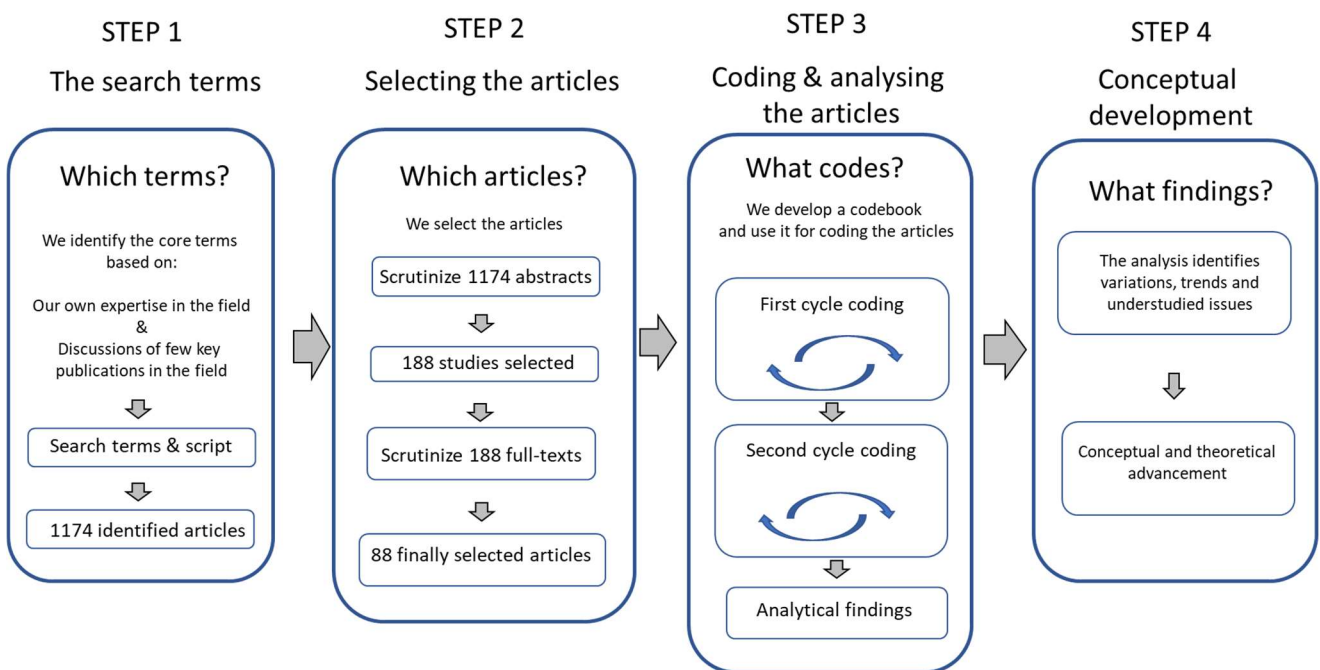 STEP 1
The search terms
Which terms?
We identify the core terms
based on:
Our own expertise in the field
&
Discussions of few key
publications in the field
Search terms & script
1174 identified articles
STEP 2
Selecting the articles
Which articles?
We select the articles
Scrutinize 1174 abstracts
188 studies selected
Scrutinize 188 full-texts
88 finally selected articles
STEP 3
Coding & analysing
the articles
What codes?
We develop a codebook
and use it for coding the articles
First cycle coding
Second cycle coding
Analytical findings
STEP 4
Conceptual
development
What findings?
The analysis identifies
variations, trends and
understudied issues
Conceptual and theoretical
advancement